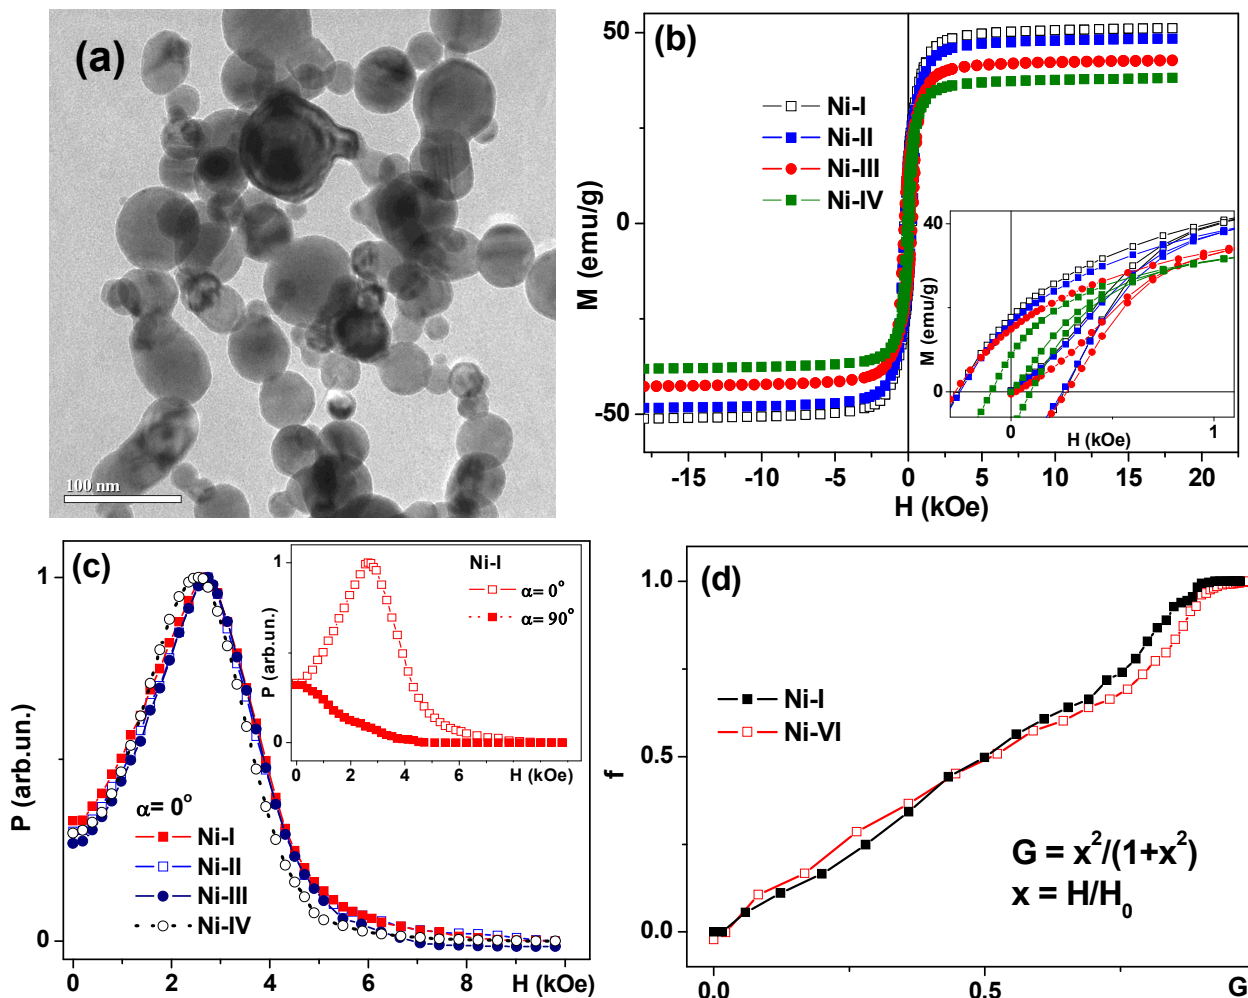 (a)
100 nm
(b)
50
0
-50
M (emu/g)
Ni-I
Ni-II
Ni-III
Ni-IV
-15 -10 -5 0 5 10 15 20
H (kOe)
40
0
M (emu/g)
0 1
H (kOe)
(c)
1
0
P (arb.un.)
α= 0°
Ni-I
Ni-II
Ni-III
Ni-IV
0 2 4 6 8 H (kOe)
Ni-I
α= 0°
α= 90°
1
0
P (arb.un.)
0 2 4 6 H (kOe)
(d)
1.0
0.5
0.0
f
Ni-I
Ni-VI
G = x²/(1+x²)
x = H/H₀
0.0 0.5 G